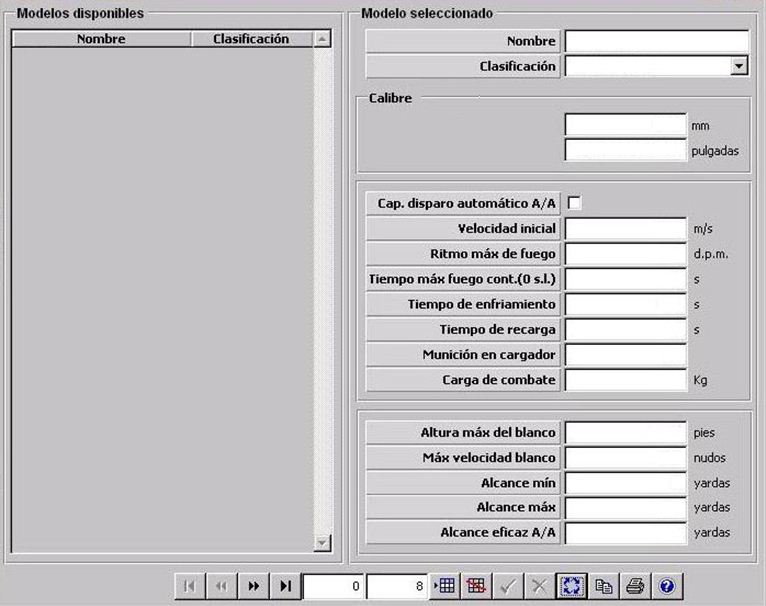 Modelos disponibles
Nombre Clasificación
Modelo seleccionado
Nombre
Clasificación
Calibre
mm
pulgadas
Cap. disparo automático A/A
Velocidad inicial m/s
Ritmo máx de fuego d.p.m.
Tiempo máx fuego cont.(0 s.l.) s
Tiempo de enfriamiento s
Tiempo de recarga s
Munición en cargador
Carga de combate Kg
Altura máx del blanco pies
Máx velocidad blanco nudos
Alcance mín yardas
Alcance máx yardas
Alcance eficaz A/A yardas
0 8